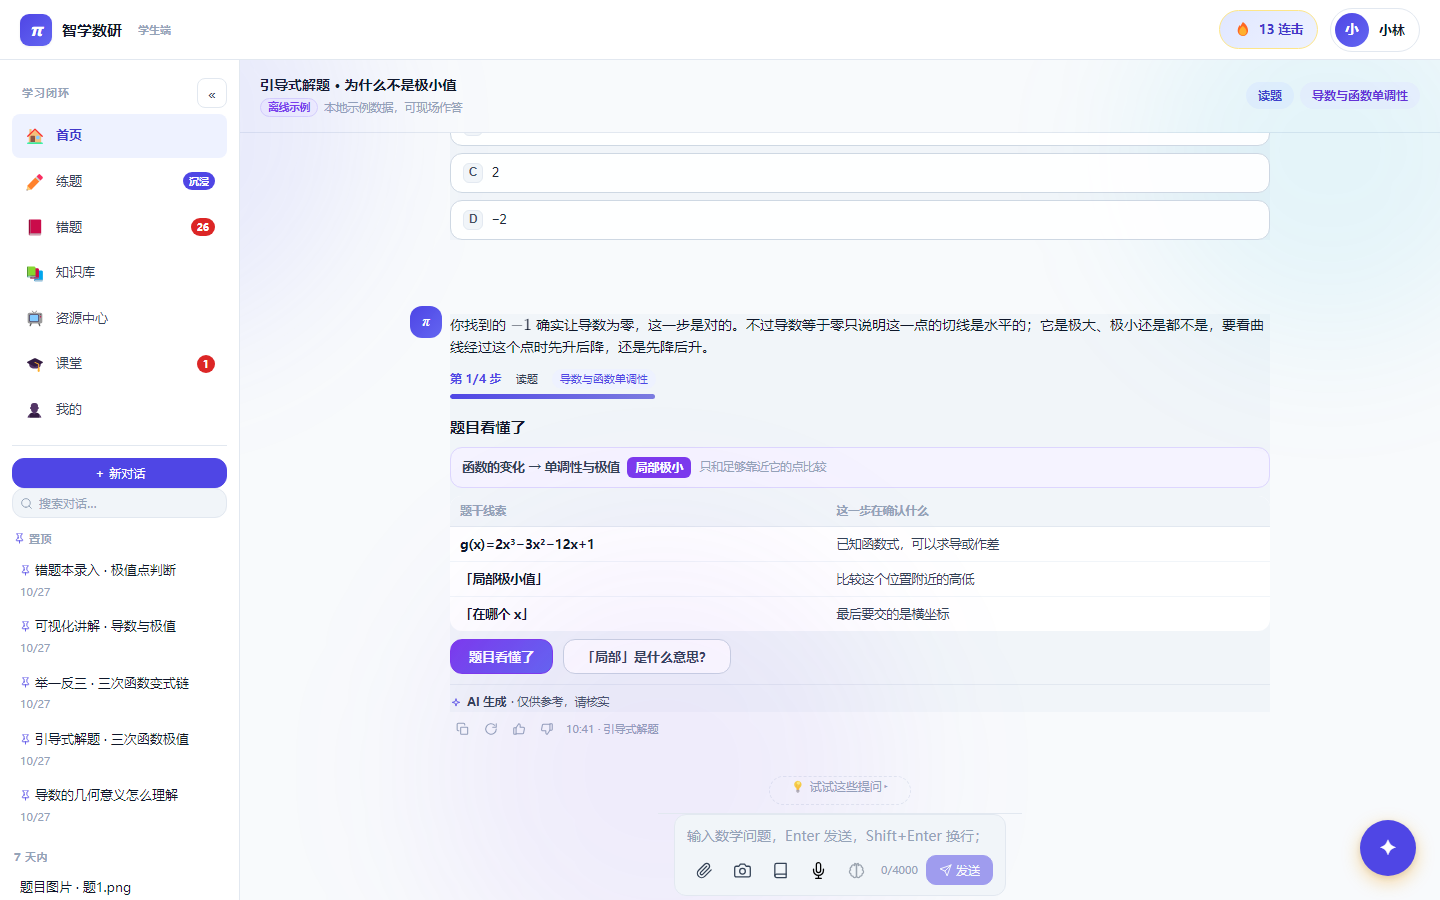 π 智学数研 学生端
13 连击
小 小林
学习闭环 «
首页
练题 沉浸
错题 26
知识库
资源中心
课堂 1
我的
+ 新对话
搜索对话...
置顶
错题本录入 · 极值点判断
10/27
可视化讲解 · 导数与极值
10/27
举一反三 · 三次函数变式链
10/27
引导式解题 · 三次函数极值
10/27
导数的几何意义怎么理解
10/27
7 天内
题目图片 · 题1.png
引导式解题 • 为什么不是极小值
离线示例 本地示例数据，可现场作答
读题 导数与函数单调性
C 2
D −2
π
你找到的 −1 确实让导数为零，这一步是对的。不过导数等于零只说明这一点的切线是水平的；它是极大、极小还是都不是，要看曲
线经过这个点时先升后降，还是先降后升。
第 1/4 步 读题 导数与函数单调性
题目看懂了
函数的变化 → 单调性与极值 局部极小 只和足够靠近它的点比较
题干线索 这一步在确认什么
g(x)=2x³−3x²−12x+1 已知函数式，可以求导或作差
「局部极小值」 比较这个位置附近的高低
「在哪个 x」 最后要交的是横坐标
题目看懂了 「局部」是什么意思？
AI 生成 · 仅供参考，请核实
10:41 · 引导式解题
试试这些提问
输入数学问题，Enter 发送，Shift+Enter 换行；
0/4000 发送